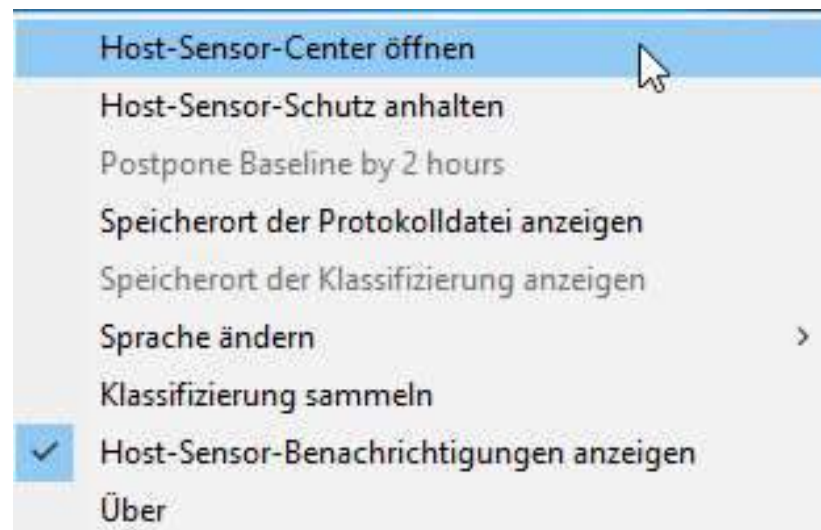 Host-Sensor-Center öffnen
Host-Sensor-Schutz anhalten
Postpone Baseline by 2 hours
Speicherort der Protokolldatei anzeigen
Speicherort der Klassifizierung anzeigen
Sprache ändern
Klassifizierung sammeln
Host-Sensor-Benachrichtigungen anzeigen
Über